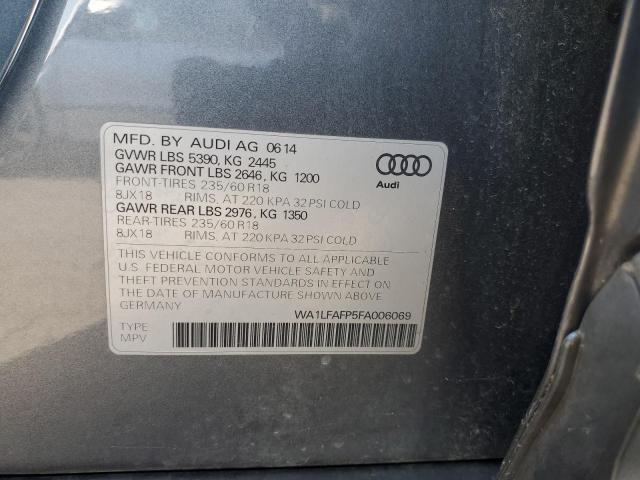 MFD. BY AUDI AG 0614
GVWR LBS 5390, KG 2445
GAWR FRONT LBS 2646, KG 1200
FRONT-TIRES 235/60 R18
8JX18 RIMS, AT 220 KPA 32 PSI COLD
GAWR REAR LBS 2976, KG 1350
REAR-TIRES 235/60 R18
8JX18 RIMS, AT 220 KPA 32 PSI COLD
Audi
THIS VEHICLE CONFORMS TO ALL APPLICABLE
U.S. FEDERAL MOTOR VEHICLE SAFETY AND
THEFT PREVENTION STANDARDS IN EFFECT ON
THE DATE OF MANUFACTURE SHOWN ABOVE.
GERMANY
WA1LFAFP5FA006069
TYPE:
MPV